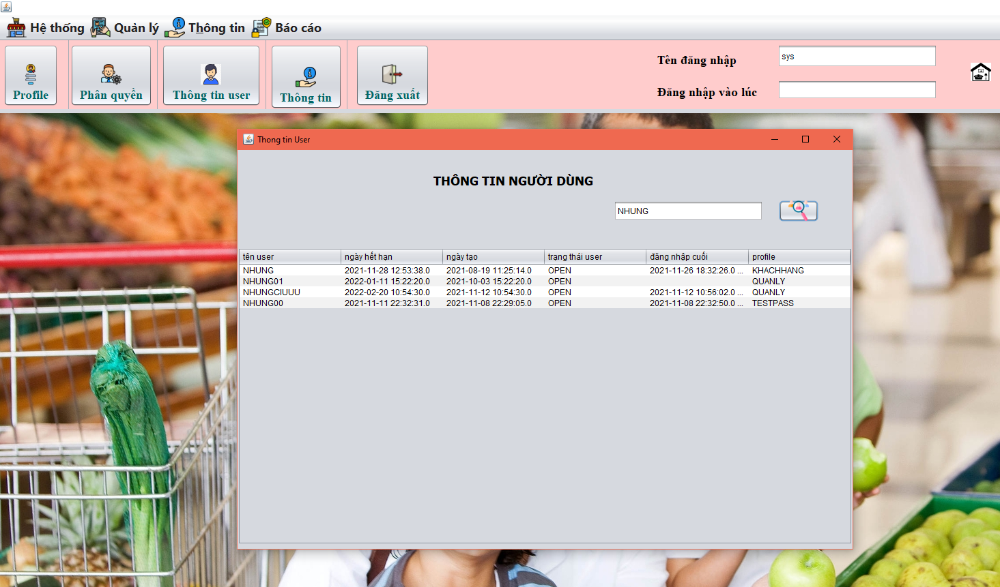 Hệ thống Quản lý Thông tin Báo cáo
Profile Phân quyền Thông tin user Thông tin Đăng xuất
Tên đăng nhập sys
Đăng nhập vào lúc
Thong tin User
THÔNG TIN NGƯỜI DÙNG
NHUNG
tên user ngày hết hạn ngày tạo trạng thái user đăng nhập cuối profile
NHUNG 2021-11-28 12:53:38.0 2021-08-19 11:25:14.0 OPEN 2021-11-26 18:32:26.0 ... KHACHHANG
NHUNG01 2022-01-11 15:22:20.0 2021-10-03 15:22:20.0 OPEN QUANLY
NHUNGCIUUU 2022-02-20 10:54:30.0 2021-11-12 10:54:30.0 OPEN 2021-11-12 10:56:02.0 ... QUANLY
NHUNG00 2021-11-11 22:32:31.0 2021-11-08 22:29:05.0 OPEN 2021-11-08 22:32:50.0 ... TESTPASS